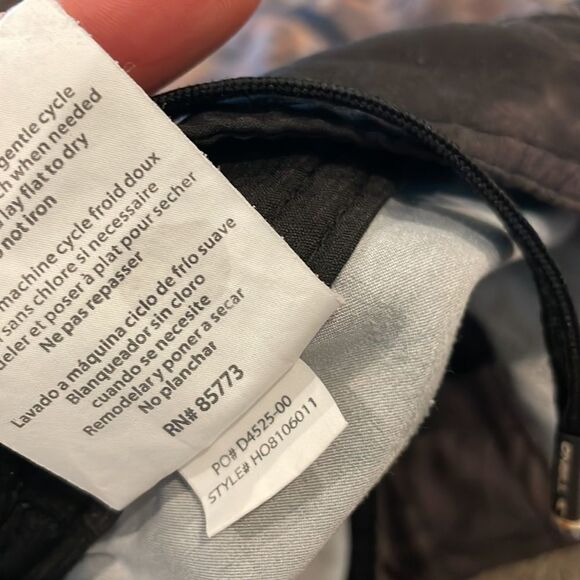 gentle cycle
when needed
lay flat to dry
not iron
machine cycle froid doux
sans chlore si necessaire
et poser à plat pour secher
Ne pas repasser
Lavado a máquina ciclo de frío suave
Blanqueador sin cloro
cuando se necesite
Remodelar y poner a secar
No planchar
RN# 85773
PO# D4525-00
STYLE# HO8106011